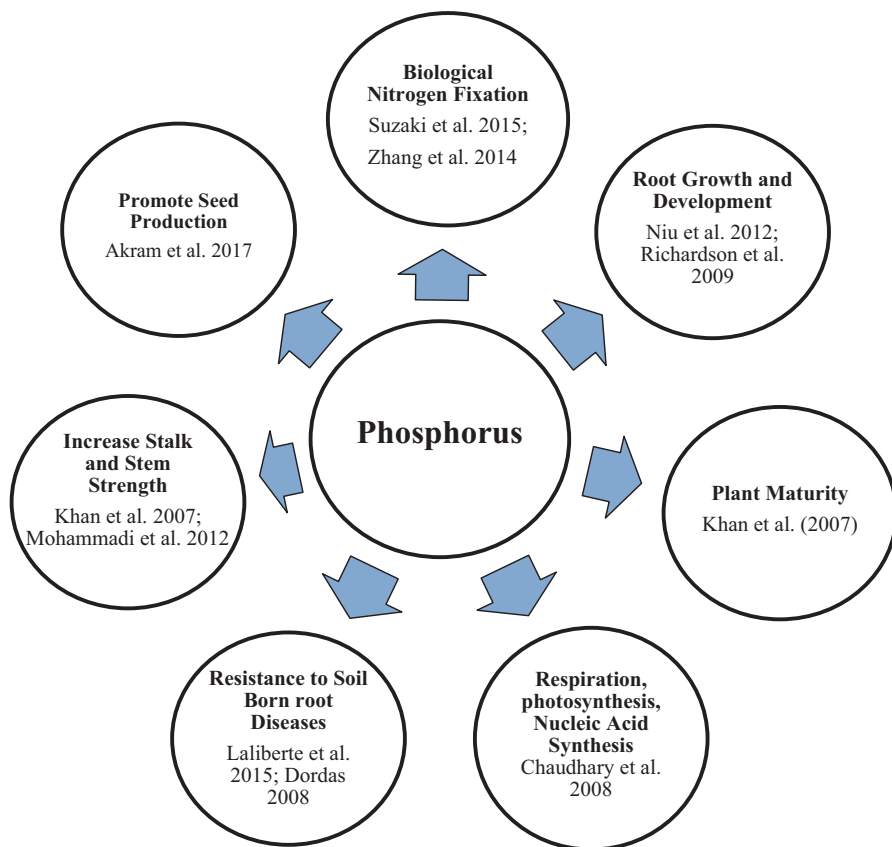 Biological
Nitrogen Fixation
Suzaki et al. 2015;
Zhang et al. 2014
Promote Seed
Production
Akram et al. 2017
Root Growth and
Development
Niu et al. 2012;
Richardson et al.
2009
Phosphorus
Increase Stalk
and Stem
Strength
Khan et al. 2007;
Mohammadi et al. 2012
Plant Maturity
Khan et al. (2007)
Resistance to Soil
Born root
Diseases
Laliberte et al.
2015; Dordas
2008
Respiration,
photosynthesis,
Nucleic Acid
Synthesis
Chaudhary et al.
2008